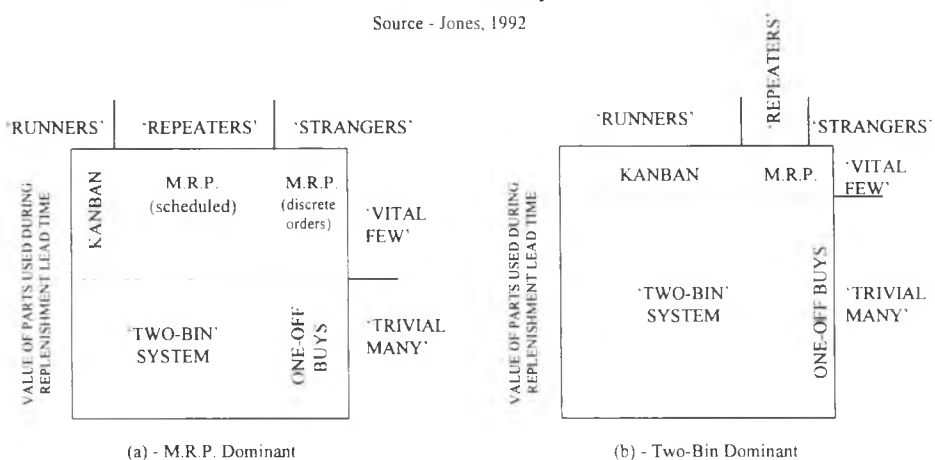 Source - Jones, 1992
'RUNNERS'
'REPEATERS'
'STRANGERS'
VALUE OF PARTS USED DURING
REPLENISHMENT LEAD TIME
KANBAN
M.R.P.
(scheduled)
M.R.P.
(discrete
orders)
'VITAL
FEW'
'TWO-BIN'
SYSTEM
ONE-OFF
BUYS
'TRIVIAL
MANY'
(a) - M.R.P. Dominant
'RUNNERS'
'REPEATERS'
'STRANGERS'
VALUE OF PARTS USED DURING
REPLENISHMENT LEAD TIME
KANBAN
M.R.P.
'VITAL
FEW'
'TWO-BIN'
SYSTEM
ONE-OFF BUYS
'TRIVIAL
MANY'
(b) - Two-Bin Dominant